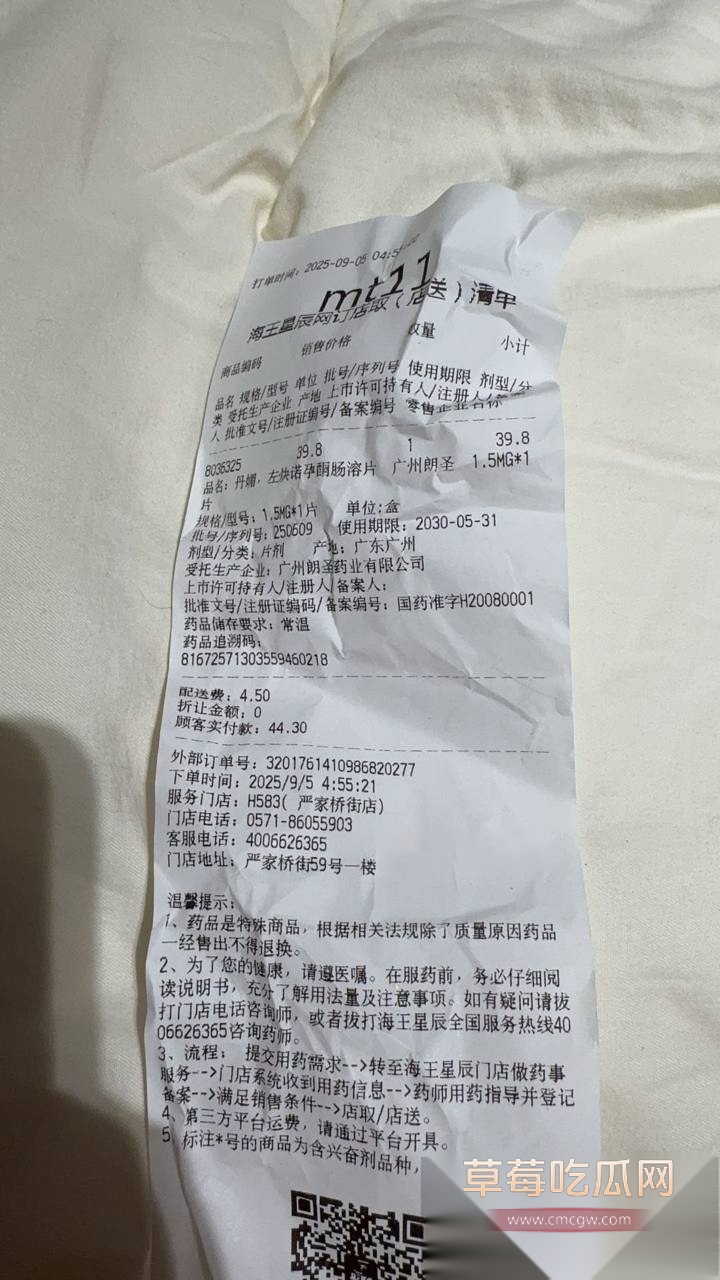 打单时间：2025-09-05 04:5
mt11
海王星辰网订店取（店送）清单
商品编码 销售价格 数量 小计
品名 规格/型号 单位 批号/序列号 使用期限 剂型/分
类 受托生产企业 产地 上市许可持有人/注册人/
人 批准文号/注册证编号/备案编号 零售企业名称
8036325 39.8 1 39.8
品名：丹媚，左炔诺孕酮肠溶片 广州朗圣 1.5MG*1
片
规格/型号：1.5MG*1片 单位：盒
批号/序列号：250609 使用期限：2030-05-31
剂型/分类：片剂 产地：广东广州
受托生产企业：广州朗圣药业有限公司
上市许可持有人/注册人/备案人：
批准文号/注册证编码/备案编号：国药准字H20080001
药品储存要求：常温
药品追溯码：
81672571303559460218
配送费：4.50
折让金额：0
顾客实付款：44.30
外部订单号：3201761410986820277
下单时间：2025/9/5 4:55:21
服务门店：H583( 严家桥街店)
门店电话：0571-86055903
客服电话：4006626365
门店地址：严家桥街59号一楼
温馨提示：
1、药品是特殊商品，根据相关法规除了质量原因药品
一经售出不得退换。
2、为了您的健康，请遵医嘱。在服药前，务必仔细阅
读说明书，充分了解用法量及注意事项。如有疑问请拔
打门店电话咨询师，或者拔打海王星辰全国服务热线40
06626365咨询药师。
3、流程： 提交用药需求-->转至海王星辰门店做药事
服务-->门店系统收到用药信息-->药师用药指导并登记
备案-->满足销售条件-->店取/店送。
4、第三方平台运费，请通过平台开具。
5、标注*号的商品为含兴奋剂品种，
草莓吃瓜网
www.cmcgw.com